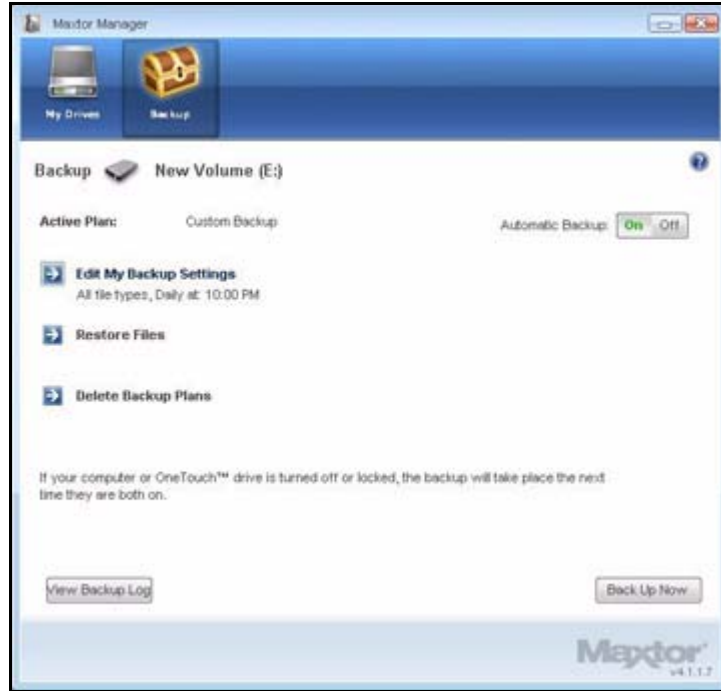 Maxtor Manager
My Drives
Backup
Backup New Volume (E:)
Active Plan: Custom Backup Automatic Backup: On Off
Edit My Backup Settings
All file types, Daily at: 10:00 PM
Restore Files
Delete Backup Plans
If your computer or OneTouch™ drive is turned off or locked, the backup will take place the next
time they are both on.
View Backup Log Back Up Now
Maxtor
v4.1.1.7